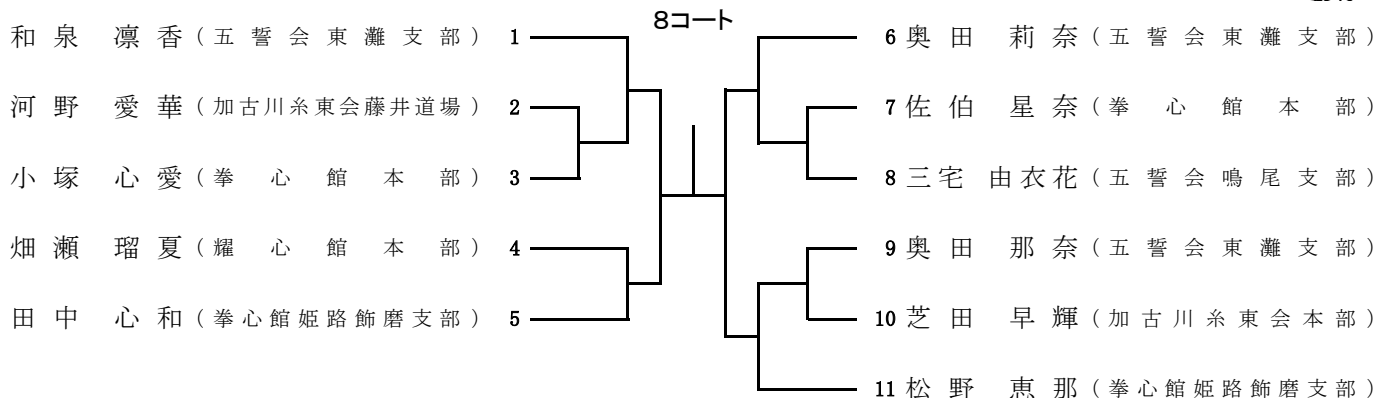 8コート
和泉 凛香(五誓会東灘支部) 1
河野 愛華(加古川糸東会藤井道場) 2
小塚 心愛(拳心館本部) 3
畑瀬 瑠夏(耀心館本部) 4
田中 心和(拳心館姫路飾磨支部) 5
6 奥田 莉奈(五誓会東灘支部)
7 佐伯 星奈(拳心館本部)
8 三宅 由衣花(五誓会鳴尾支部)
9 奥田 那奈(五誓会東灘支部)
10 芝田 早輝(加古川糸東会本部)
11 松野 恵那(拳心館姫路飾磨支部)